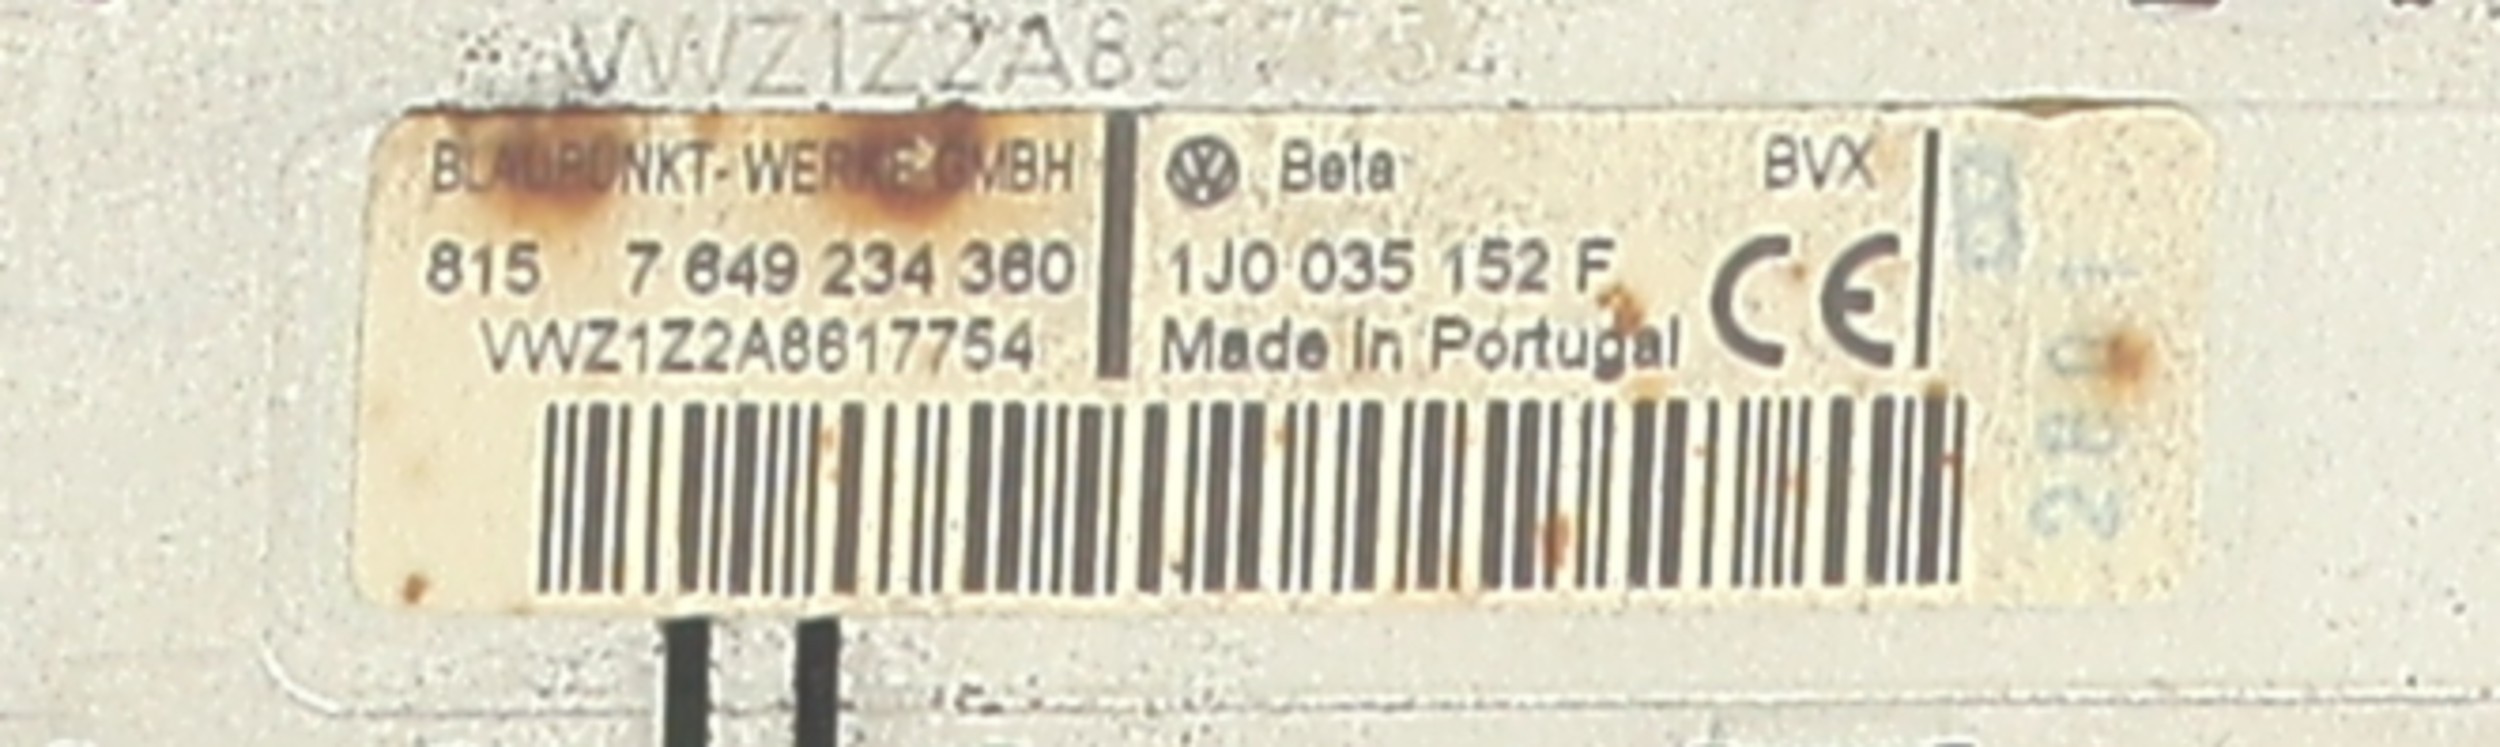 VWZ1Z2A8617754
BLAUPUNKT-WERKE GMBH
815 7 649 234 360
VWZ1Z2A8617754
Beta BVX
1J0 035 152 F CE
Made in Portugal